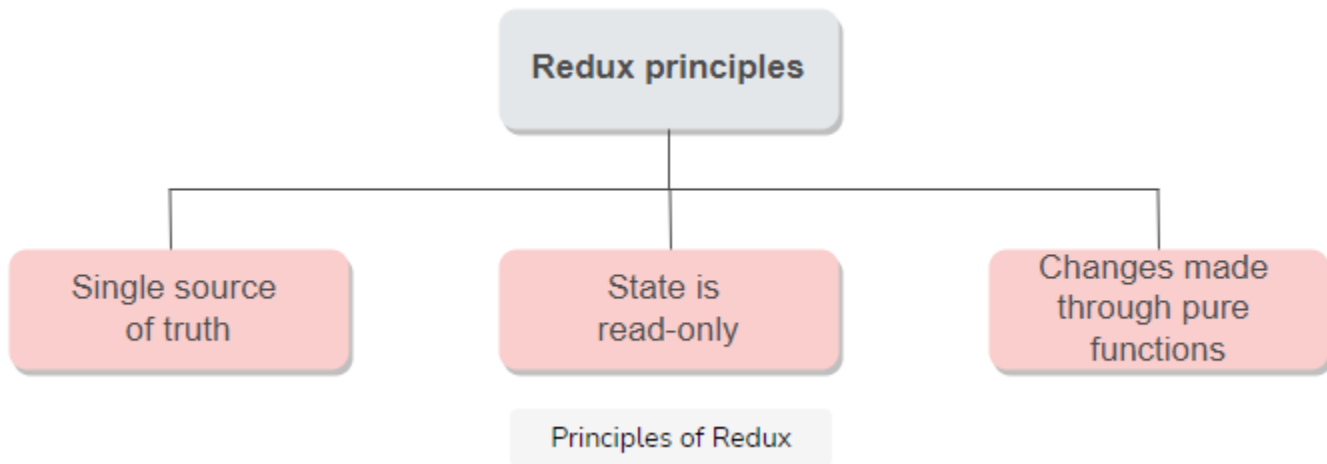 Redux principles
Single source
of truth
State is
read-only
Changes made
through pure
functions
Principles of Redux